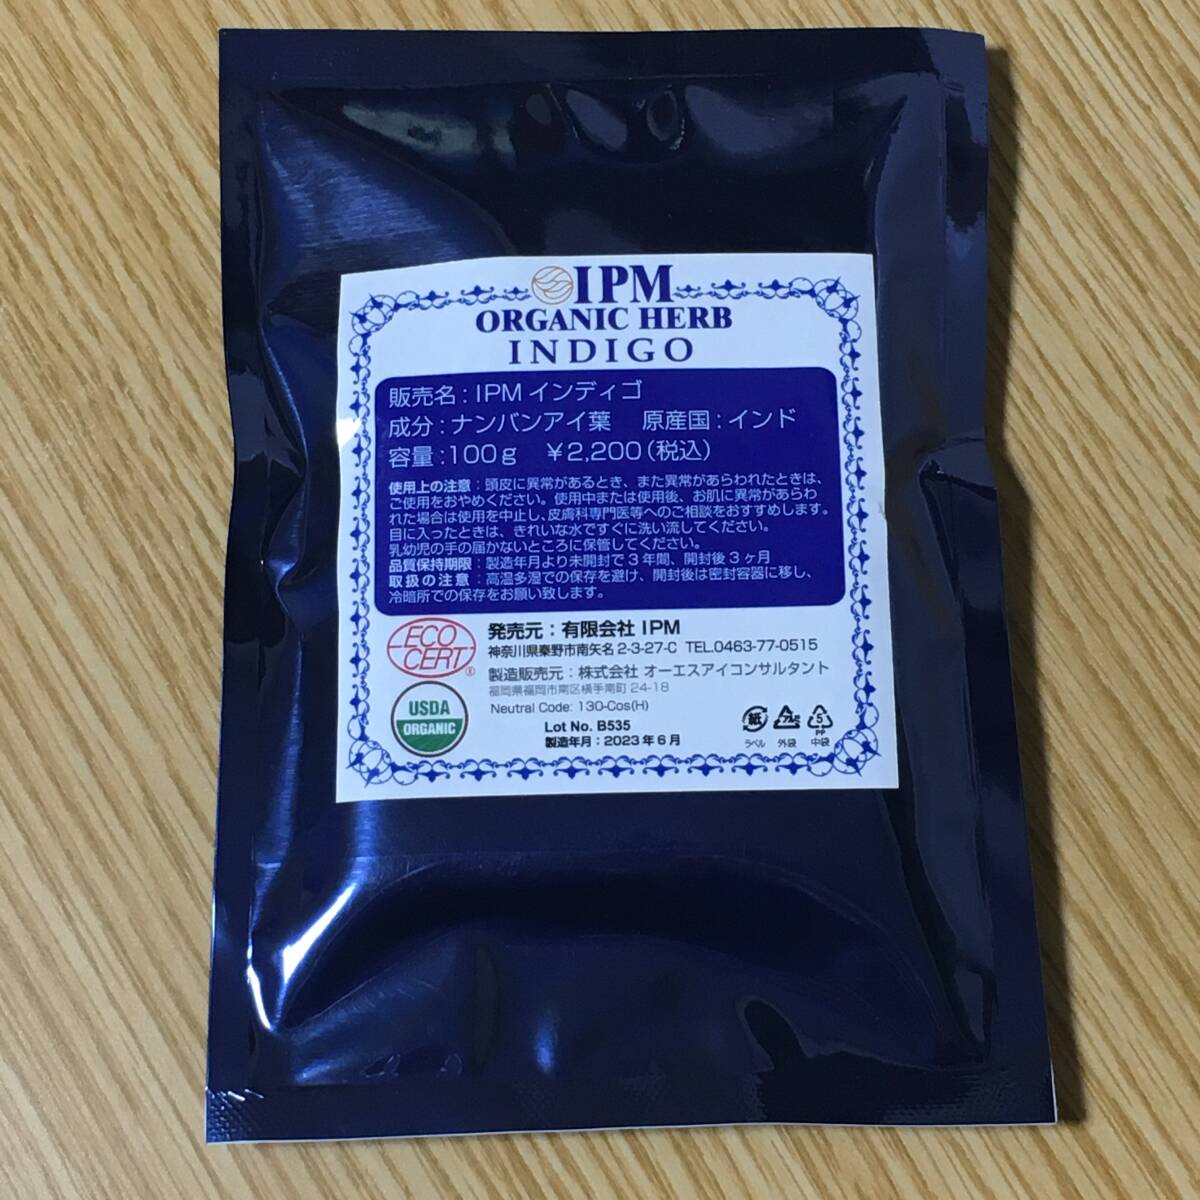 IPM
ORGANIC HERB
INDIGO
販売名：IPM インディゴ
成分：ナンバンアイ葉　原産国：インド
容量：100g　￥2,200（税込）
使用上の注意：頭皮に異常があるとき、また異常があらわれたときは、
ご使用をおやめください。使用中または使用後、お肌に異常があらわ
れた場合は使用を中止し、皮膚科専門医等へのご相談をおすすめします。
目に入ったときは、きれいな水ですぐに洗い流してください。
乳幼児の手の届かないところに保管してください。
品質保持期限：製造年月より未開封で3年間、開封後3ヶ月
取扱の注意：高温多湿での保存を避け、開封後は密封容器に移し、
冷暗所での保存をお願い致します。
ECO
CERT®
発売元：有限会社 IPM
神奈川県秦野市南矢名 2-3-27-C TEL.0463-77-0515
製造販売元：株式会社 オーエスアイコンサルタント
福岡県福岡市南区横手南町 24-18
USDA
ORGANIC
Neutral Code: 130-Cos(H)
Lot No. B535
製造年月：2023年6月
紙
ラベル
アルミ
外袋
5
PP
中袋